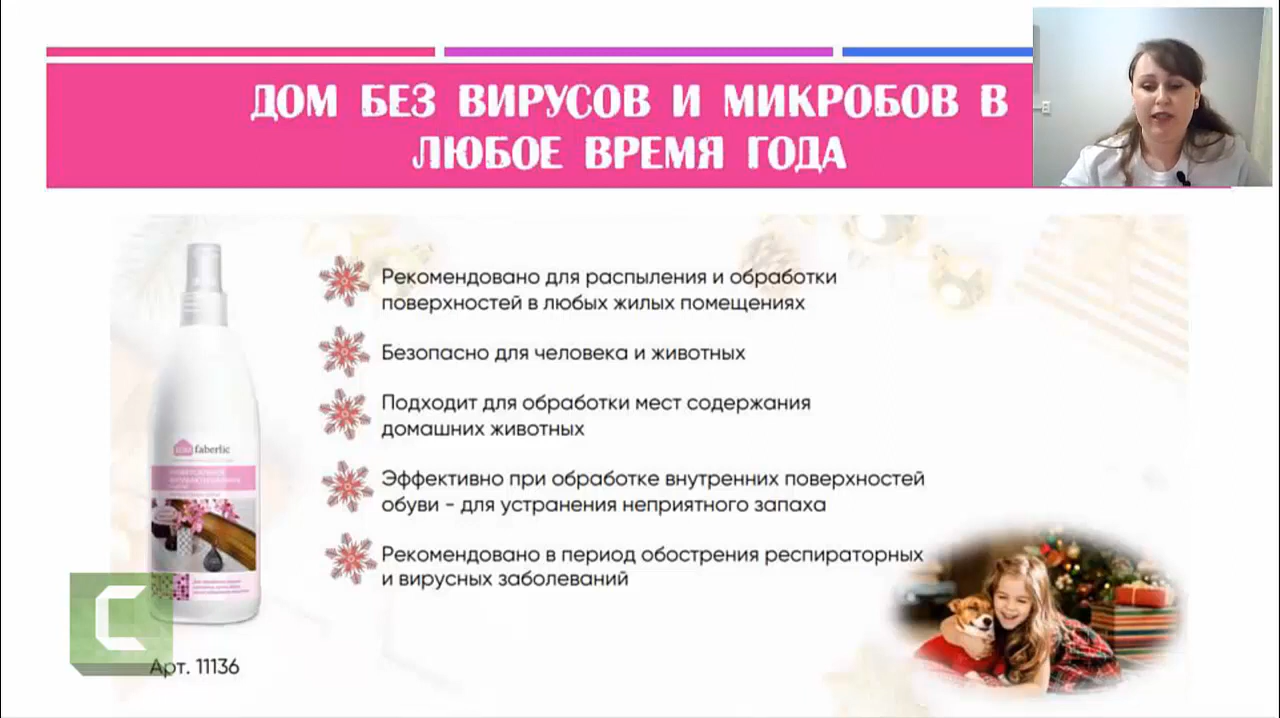 ДОМ БЕЗ ВИРУСОВ И МИКРОБОВ В
ЛЮБОЕ ВРЕМЯ ГОДА
Рекомендовано для распыления и обработки
поверхностей в любых жилых помещениях
Безопасно для человека и животных
Подходит для обработки мест содержания
домашних животных
Эффективно при обработке внутренних поверхностей
обуви - для устранения неприятного запаха
Рекомендовано в период обострения респираторных
и вирусных заболеваний
faberlic
Арт. 11136